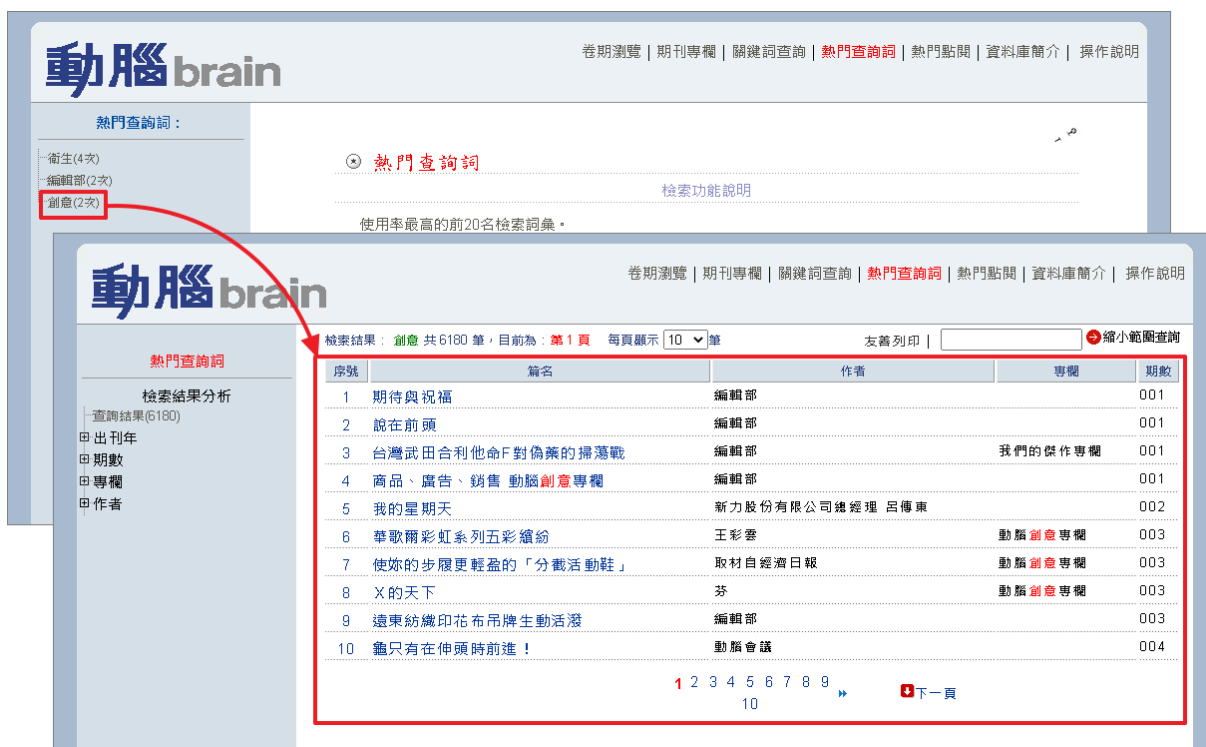 動腦brain
卷期瀏覽 | 期刊專欄 | 關鍵詞查詢 | 熱門查詢詞 | 熱門點閱 | 資料庫簡介 | 操作說明
熱門查詢詞：
衛生(4次)
編輯部(2次)
創意(2次)
熱門查詢詞
檢索功能說明
使用率最高的前20名檢索詞彙。
動腦brain
卷期瀏覽 | 期刊專欄 | 關鍵詞查詢 | 熱門查詢詞 | 熱門點閱 | 資料庫簡介 | 操作說明
熱門查詢詞
檢索結果分析
查詢結果(6180)
出刊年
期數
專欄
作者
檢索結果： 創意 共6180 筆，目前為：第1頁 每頁顯示 10 筆 友善列印 | 縮小範圍查詢
序號 篇名 作者 專欄 期數
1 期待與祝福 編輯部 001
2 說在前頭 編輯部 001
3 台灣武田合利他命F對偽藥的掃蕩戰 編輯部 我們的傑作專欄 001
4 商品、廣告、銷售 動腦創意專欄 編輯部 001
5 我的星期天 新力股份有限公司總經理 呂傳東 002
6 華歌爾彩虹系列五彩繽紛 王彩雲 動腦創意專欄 003
7 使妳的步履更輕盈的「分截活動鞋」 取材自經濟日報 動腦創意專欄 003
8 X的天下 芬 動腦創意專欄 003
9 遠東紡織印花布吊牌生動活潑 編輯部 003
10 龜只有在伸頭時前進！ 動腦會議 004
1 2 3 4 5 6 7 8 9
10
下一頁